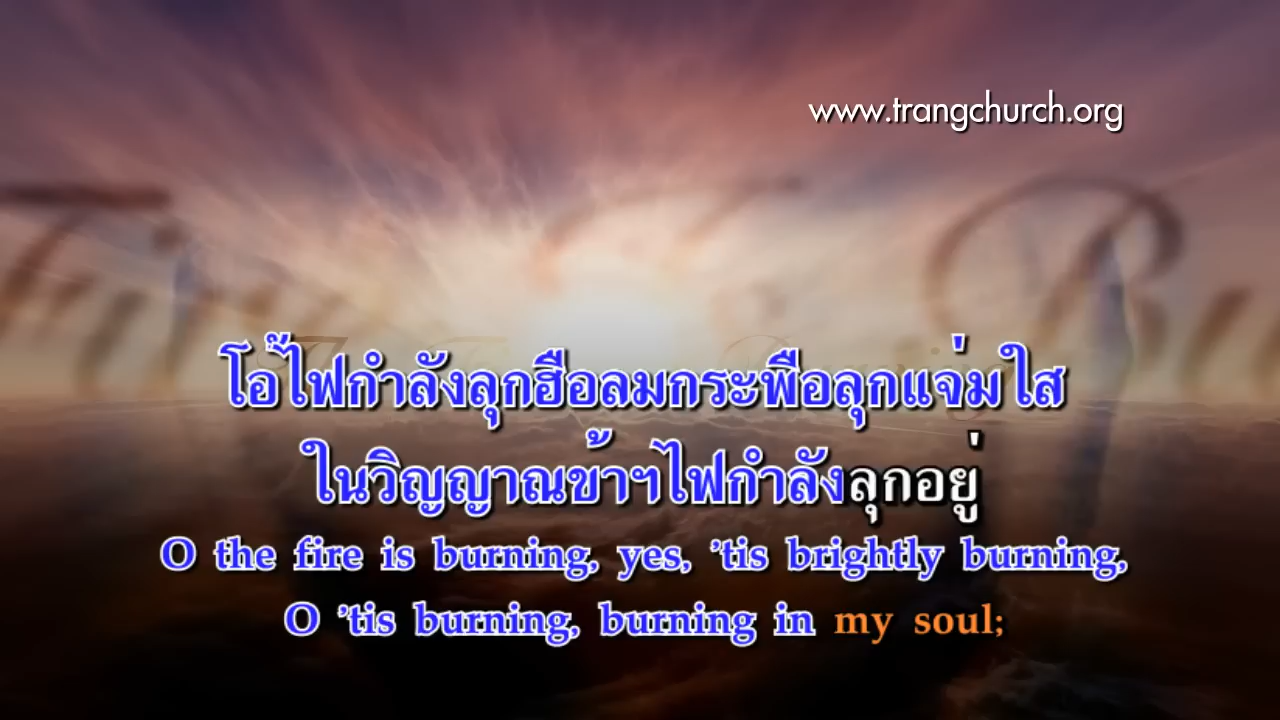 www.trangchurch.org
โอ้ไฟกำลังลุกฮือลมกระพือลุกแจ่มใส
ในวิญญาณข้าฯไฟกำลังลุกอยู่
O the fire is burning, yes, 'tis brightly burning,
O 'tis burning, burning in my soul;